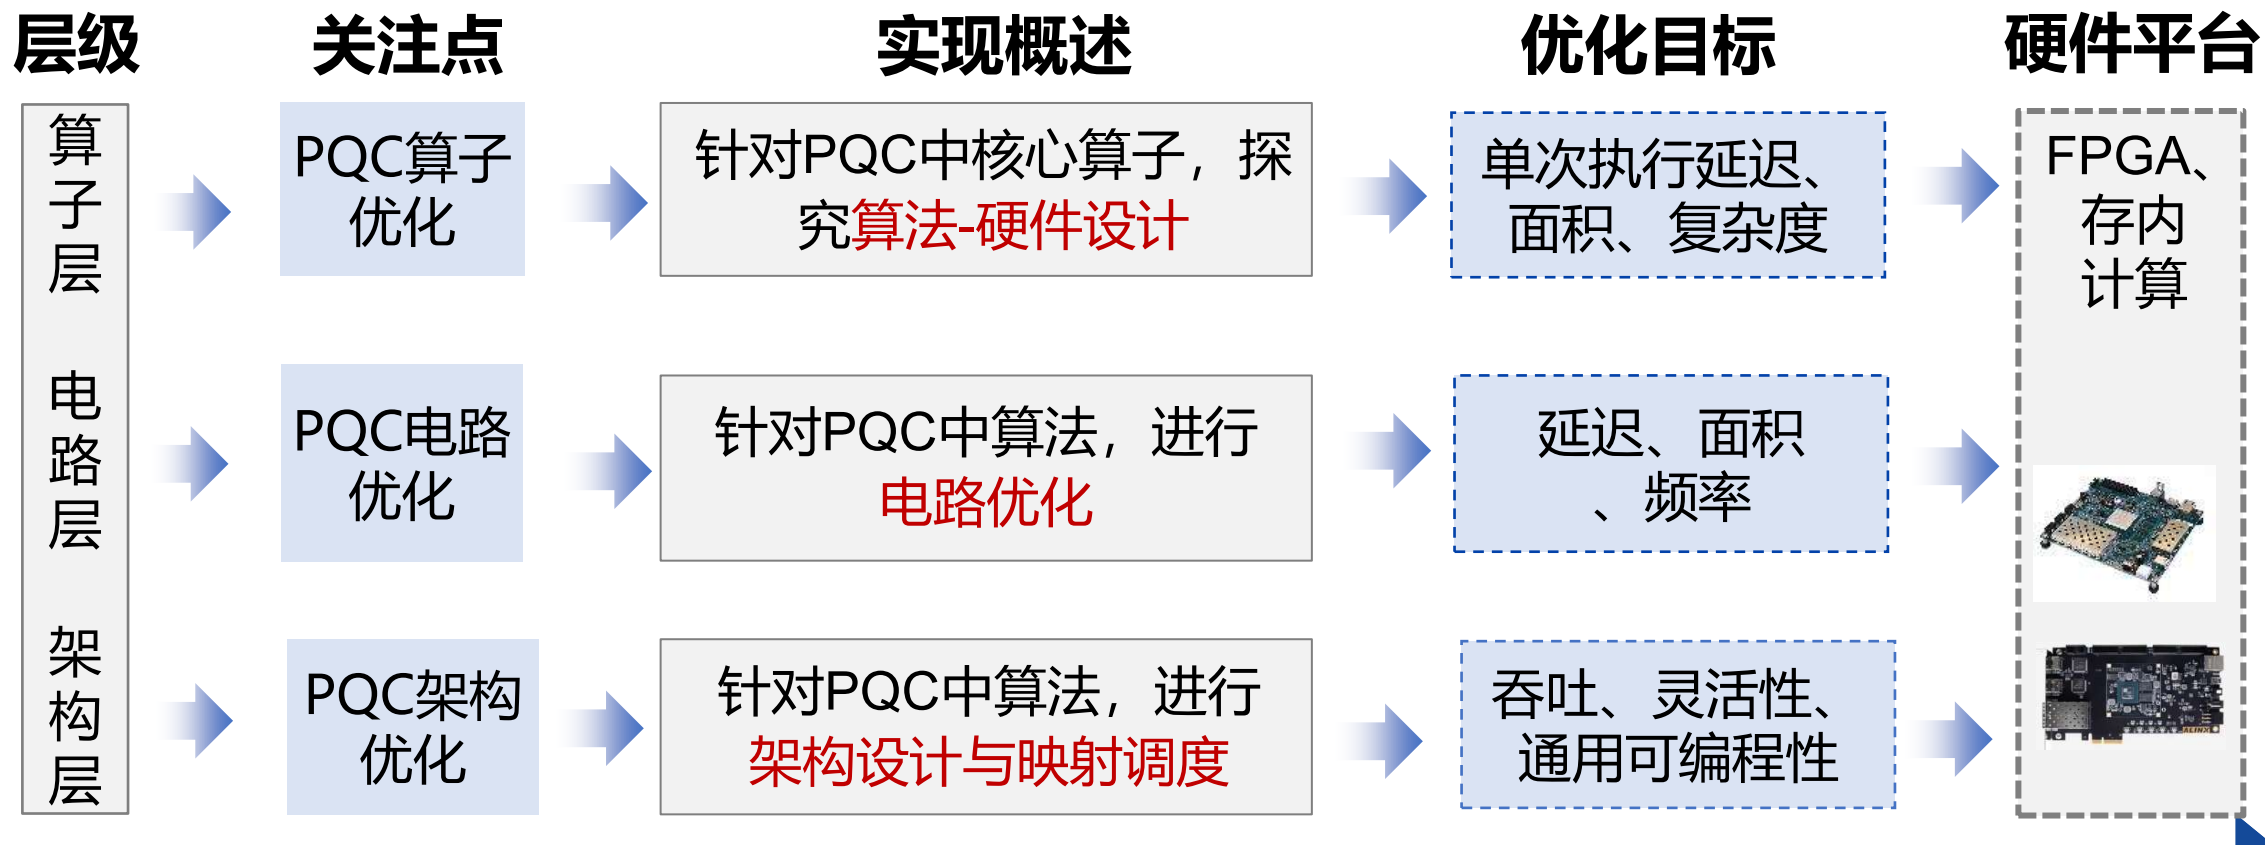 层级
关注点
实现概述
优化目标
硬件平台
算
子
层
PQC算子
优化
针对PQC中核心算子，探
究算法-硬件设计
单次执行延迟、
面积、复杂度
FPGA、
存内
计算
电
路
层
PQC电路
优化
针对PQC中算法，进行
电路优化
延迟、面积
、频率
架
构
层
PQC架构
优化
针对PQC中算法，进行
架构设计与映射调度
吞吐、灵活性、
通用可编程性
ALINX